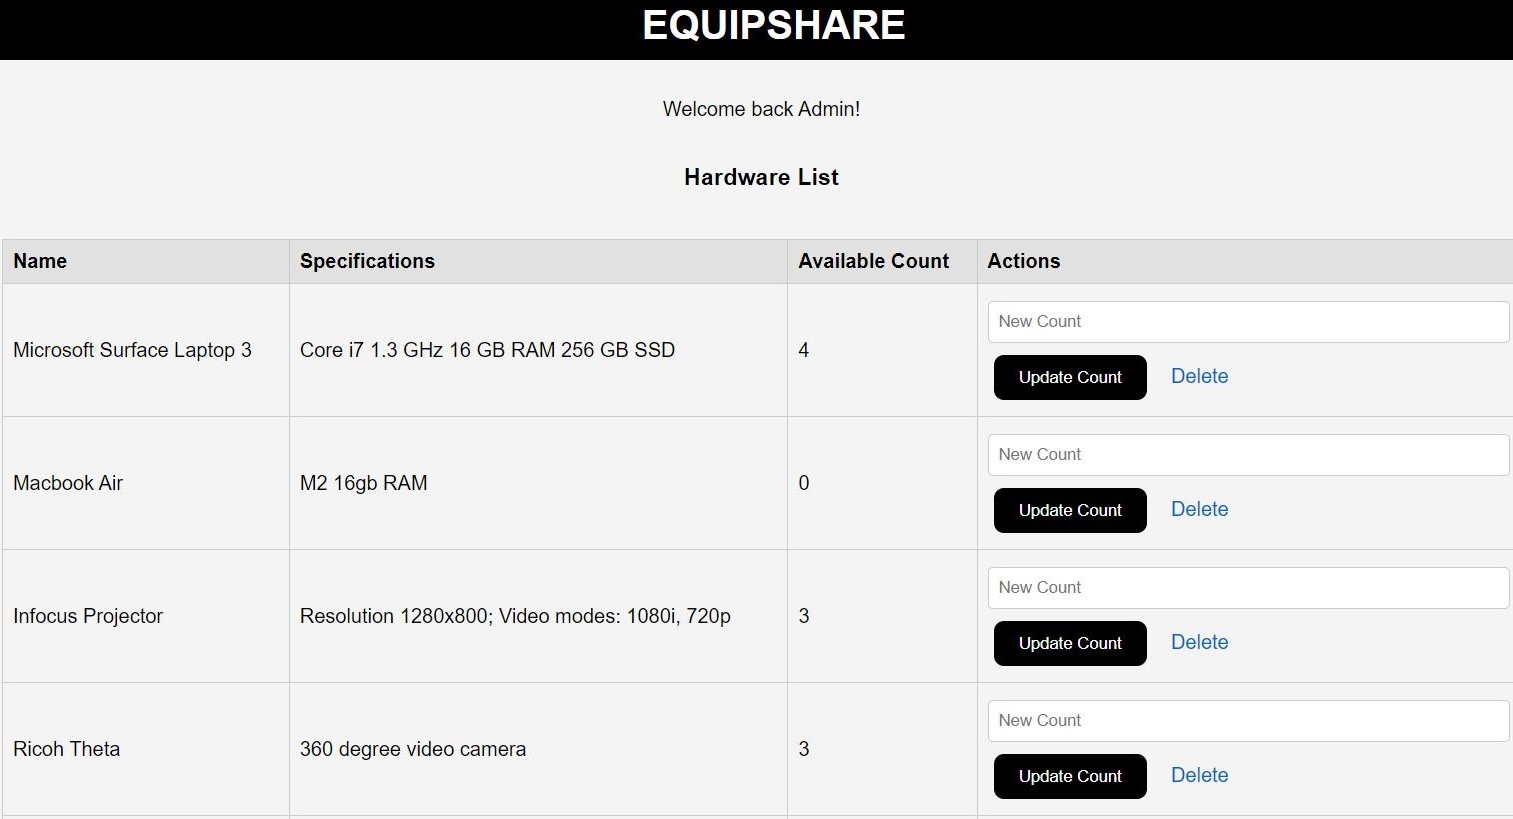 EQUIPSHARE
Welcome back Admin!
Hardware List
Name Specifications Available Count Actions
Microsoft Surface Laptop 3 Core i7 1.3 GHz 16 GB RAM 256 GB SSD 4 New Count
Update Count Delete
Macbook Air M2 16gb RAM 0 New Count
Update Count Delete
Infocus Projector Resolution 1280x800; Video modes: 1080i, 720p 3 New Count
Update Count Delete
Ricoh Theta 360 degree video camera 3 New Count
Update Count Delete